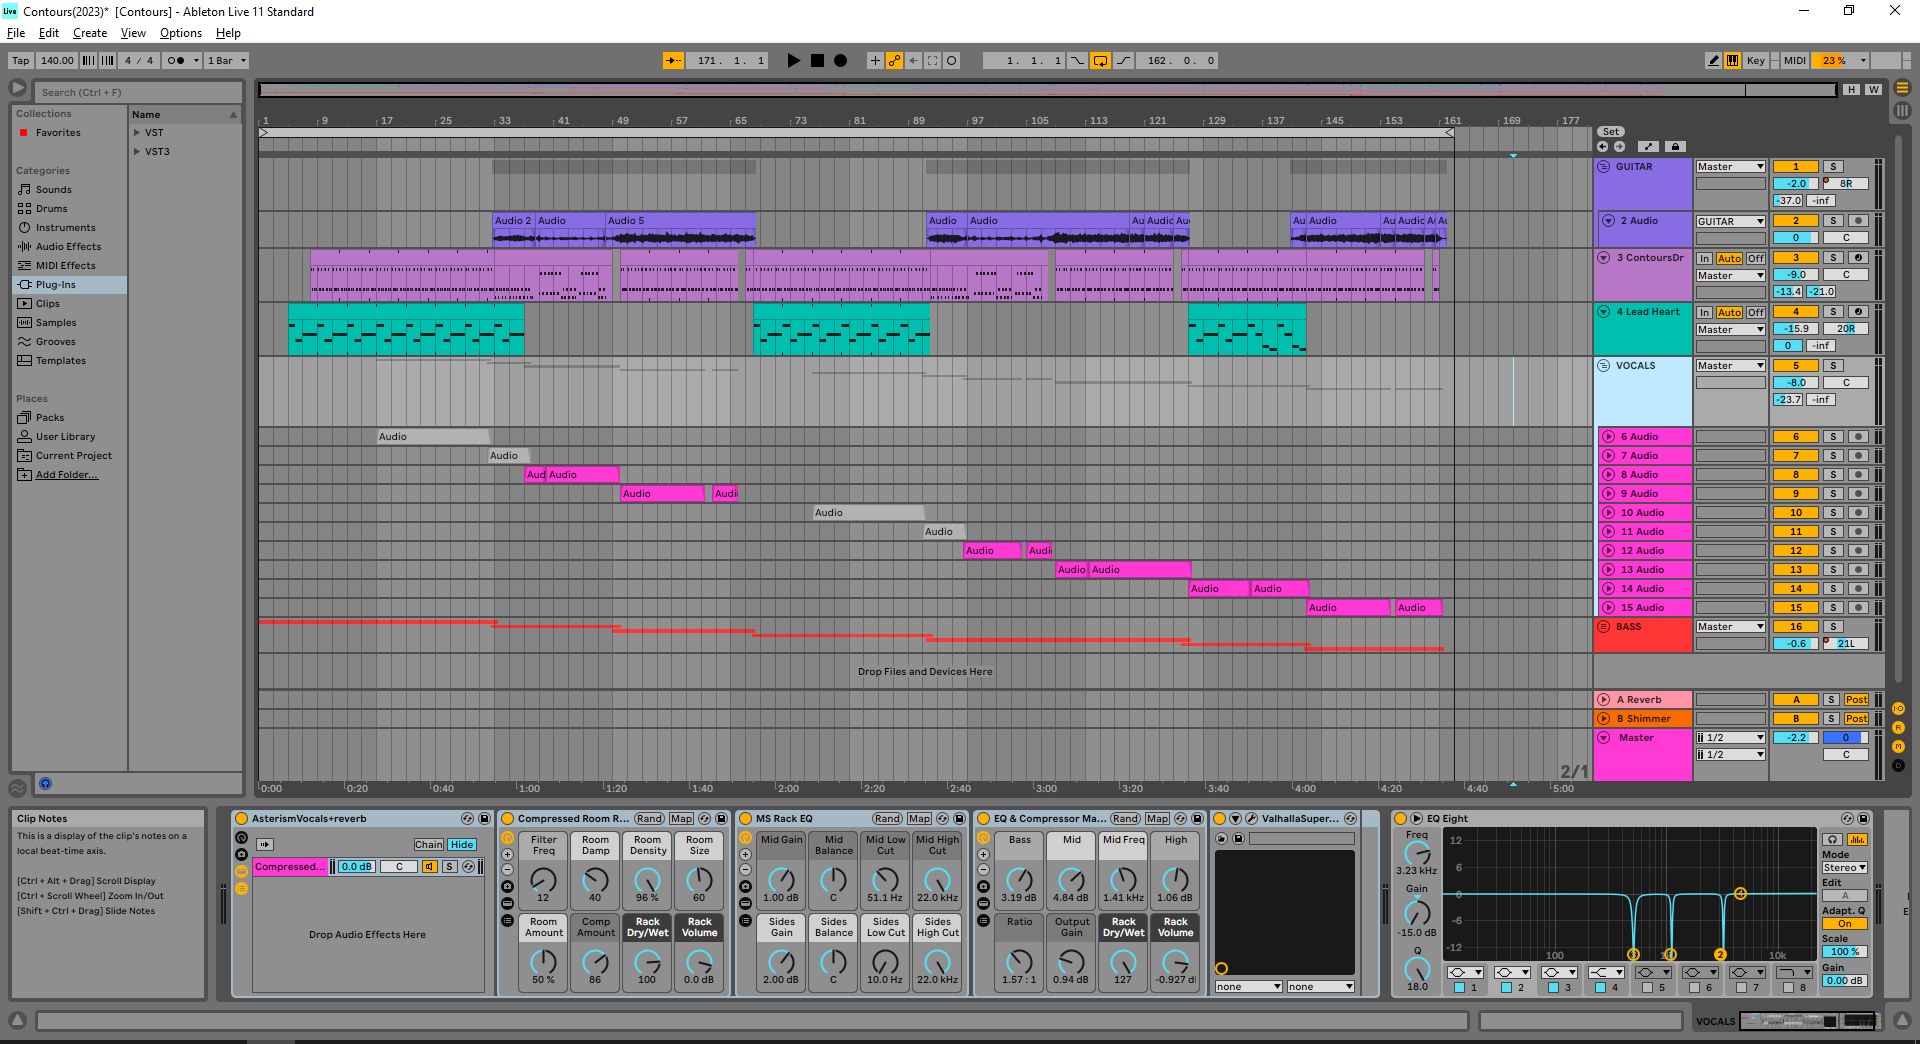 Live Contours(2023)* [Contours] - Ableton Live 11 Standard
File Edit Create View Options Help
Tap 140.00 4 / 4 1 Bar 171. 1. 1 1. 1. 1 162. 0. 0 Key MIDI 23 %
Search (Ctrl + F)
Collections
Favorites
Categories
Sounds
Drums
Instruments
Audio Effects
MIDI Effects
Plug-Ins
Clips
Samples
Grooves
Templates
Places
Packs
User Library
Current Project
Add Folder...
Name
VST
VST3
H W
1 9 17 25 33 41 49 57 65 73 81 89 97 105 113 121 129 137 145 153 161 169 177
Set
GUITAR Master 1 S
-2.0 8R
-37.0 -inf
Audio 2 Audio Audio 5 Audio Audio Audio
2 Audio GUITAR 2 S
0 C
3 ContoursDr In Auto Off 3 S
Master -9.0 C
-13.4 -21.0
4 Lead Heart In Auto Off 4 S
Master -15.9 20R
0 -inf
VOCALS Master 5 S
-8.0 C
-23.7 -inf
Audio 6 Audio 6 S
Audio 7 Audio 7 S
Aud Audio 8 Audio 8 S
Audio Audi 9 Audio 9 S
Audio 10 Audio 10 S
Audio 11 Audio 11 S
Audio Audi 12 Audio 12 S
Audio Audio 13 Audio 13 S
Audio Audio 14 Audio 14 S
Audio Audio 15 Audio 15 S
BASS Master 16 S
-0.6 21L
Drop Files and Devices Here
A Reverb A S Post
B Shimmer B S Post
Master 1/2 -2.2 0
1/2 C
2/1
0:00 0:20 0:40 1:00 1:20 1:40 2:00 2:20 2:40 3:00 3:20 3:40 4:00 4:20 4:40 5:00
Clip Notes
This is a display of the clip's notes on a
local beat-time axis.
[Ctrl + Alt + Drag] Scroll Display
[Ctrl + Scroll Wheel] Zoom In/Out
[Shift + Ctrl + Drag] Slide Notes
AsterismVocals+reverb
Chain Hide
Compressed... 0.0 dB C S
Drop Audio Effects Here
Compressed Room R... Rand Map
Filter Freq Room Damp Room Density Room Size
12 40 96 % 60
Room Amount Comp Amount Rack Dry/Wet Rack Volume
50 % 86 100 0.0 dB
MS Rack EQ Rand Map
Mid Gain Mid Balance Mid Low Cut Mid High Cut
1.00 dB C 51.1 Hz 22.0 kHz
Sides Gain Sides Balance Sides Low Cut Sides High Cut
2.00 dB C 10.0 Hz 22.0 kHz
EQ & Compressor Ma... Rand Map
Bass Mid Mid Freq High
3.19 dB 4.84 dB 1.41 kHz 1.06 dB
Ratio Output Gain Rack Dry/Wet Rack Volume
1.57 : 1 0.94 dB 127 -0.927 d
ValhallaSuper...
none none
EQ Eight
Freq
3.23 kHz
Gain
-15.0 dB
Q
18.0
12
6
0
-6
-12
100 10k
1 2 3 4 5 6 7 8
Mode
Stereo
Edit
A
Adapt. Q
On
Scale
100 %
Gain
0.00 dB
VOCALS